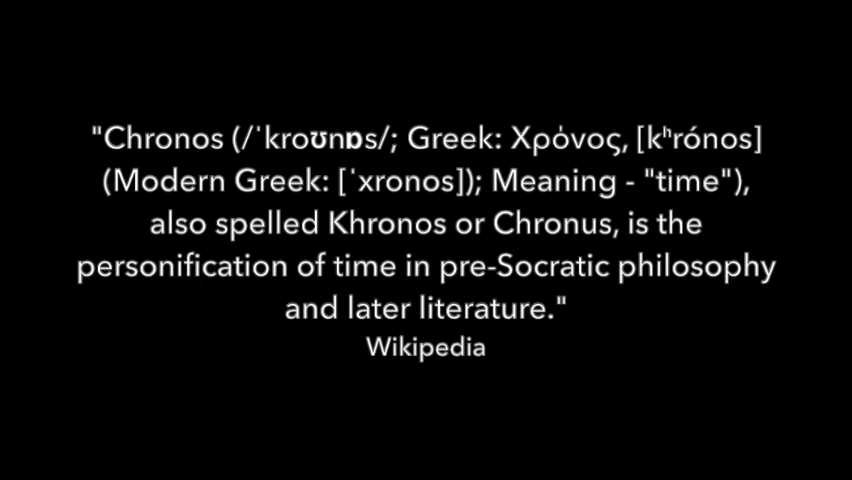 "Chronos (/ˈkroʊnɒs/; Greek: Χρόνος, [kʰrónos]
(Modern Greek: [ˈxronos]); Meaning - "time"),
also spelled Khronos or Chronus, is the
personification of time in pre-Socratic philosophy
and later literature."
Wikipedia